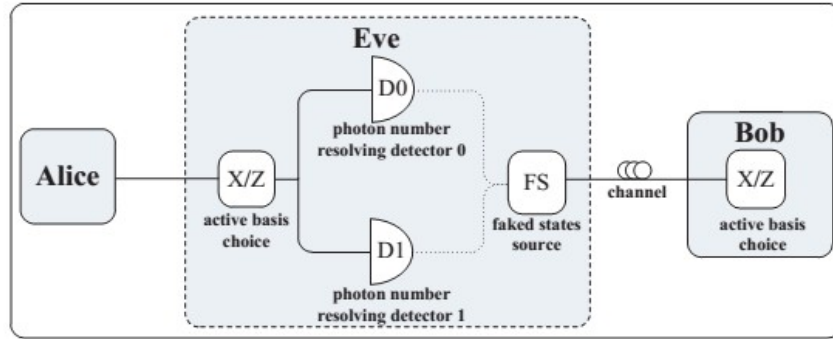 Eve
D0
photon number
resolving detector 0
Alice
X/Z
active basis
choice
FS
faked states
source
channel
Bob
X/Z
active basis
choice
D1
photon number
resolving detector 1